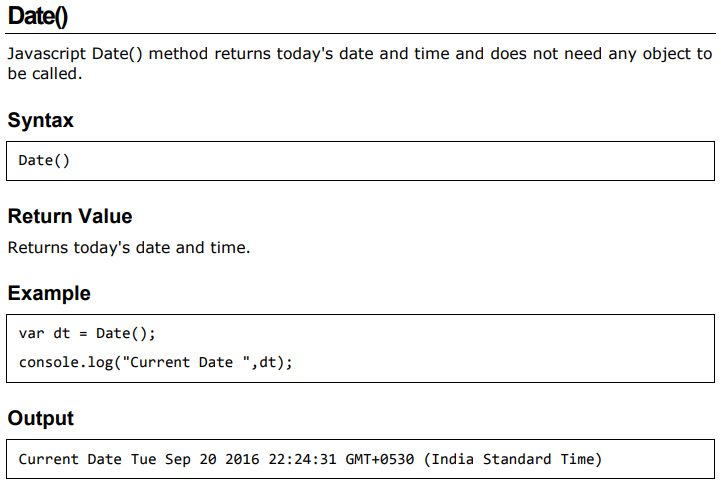 Date()
Javascript Date() method returns today's date and time and does not need any object to
be called.
Syntax
Date()
Return Value
Returns today's date and time.
Example
var dt = Date();
console.log("Current Date ",dt);
Output
Current Date Tue Sep 20 2016 22:24:31 GMT+0530 (India Standard Time)